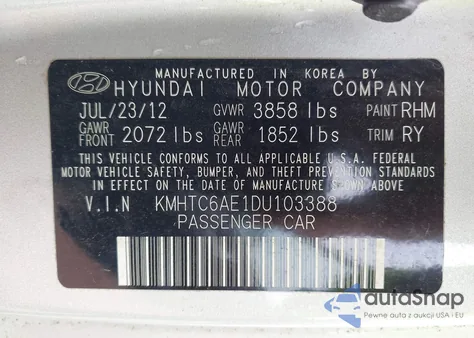 MANUFACTURED IN KOREA BY
HYUNDAI MOTOR COMPANY
JUL/23/12 GVWR 3858 lbs PAINT RHM
GAWR FRONT 2072 lbs GAWR REAR 1852 lbs TRIM RY
THIS VEHICLE CONFORMS TO ALL APPLICABLE U.S.A. FEDERAL
MOTOR VEHICLE SAFETY, BUMPER, AND THEFT PREVENTION
STANDARDS IN EFFECT ON THE DATE OF MANUFACTURE SHOWN ABOVE.
V.I.N KMHTC6AE1DU103388
PASSENGER CAR
autoSnap
Pewne auta z aukcji USA i EU